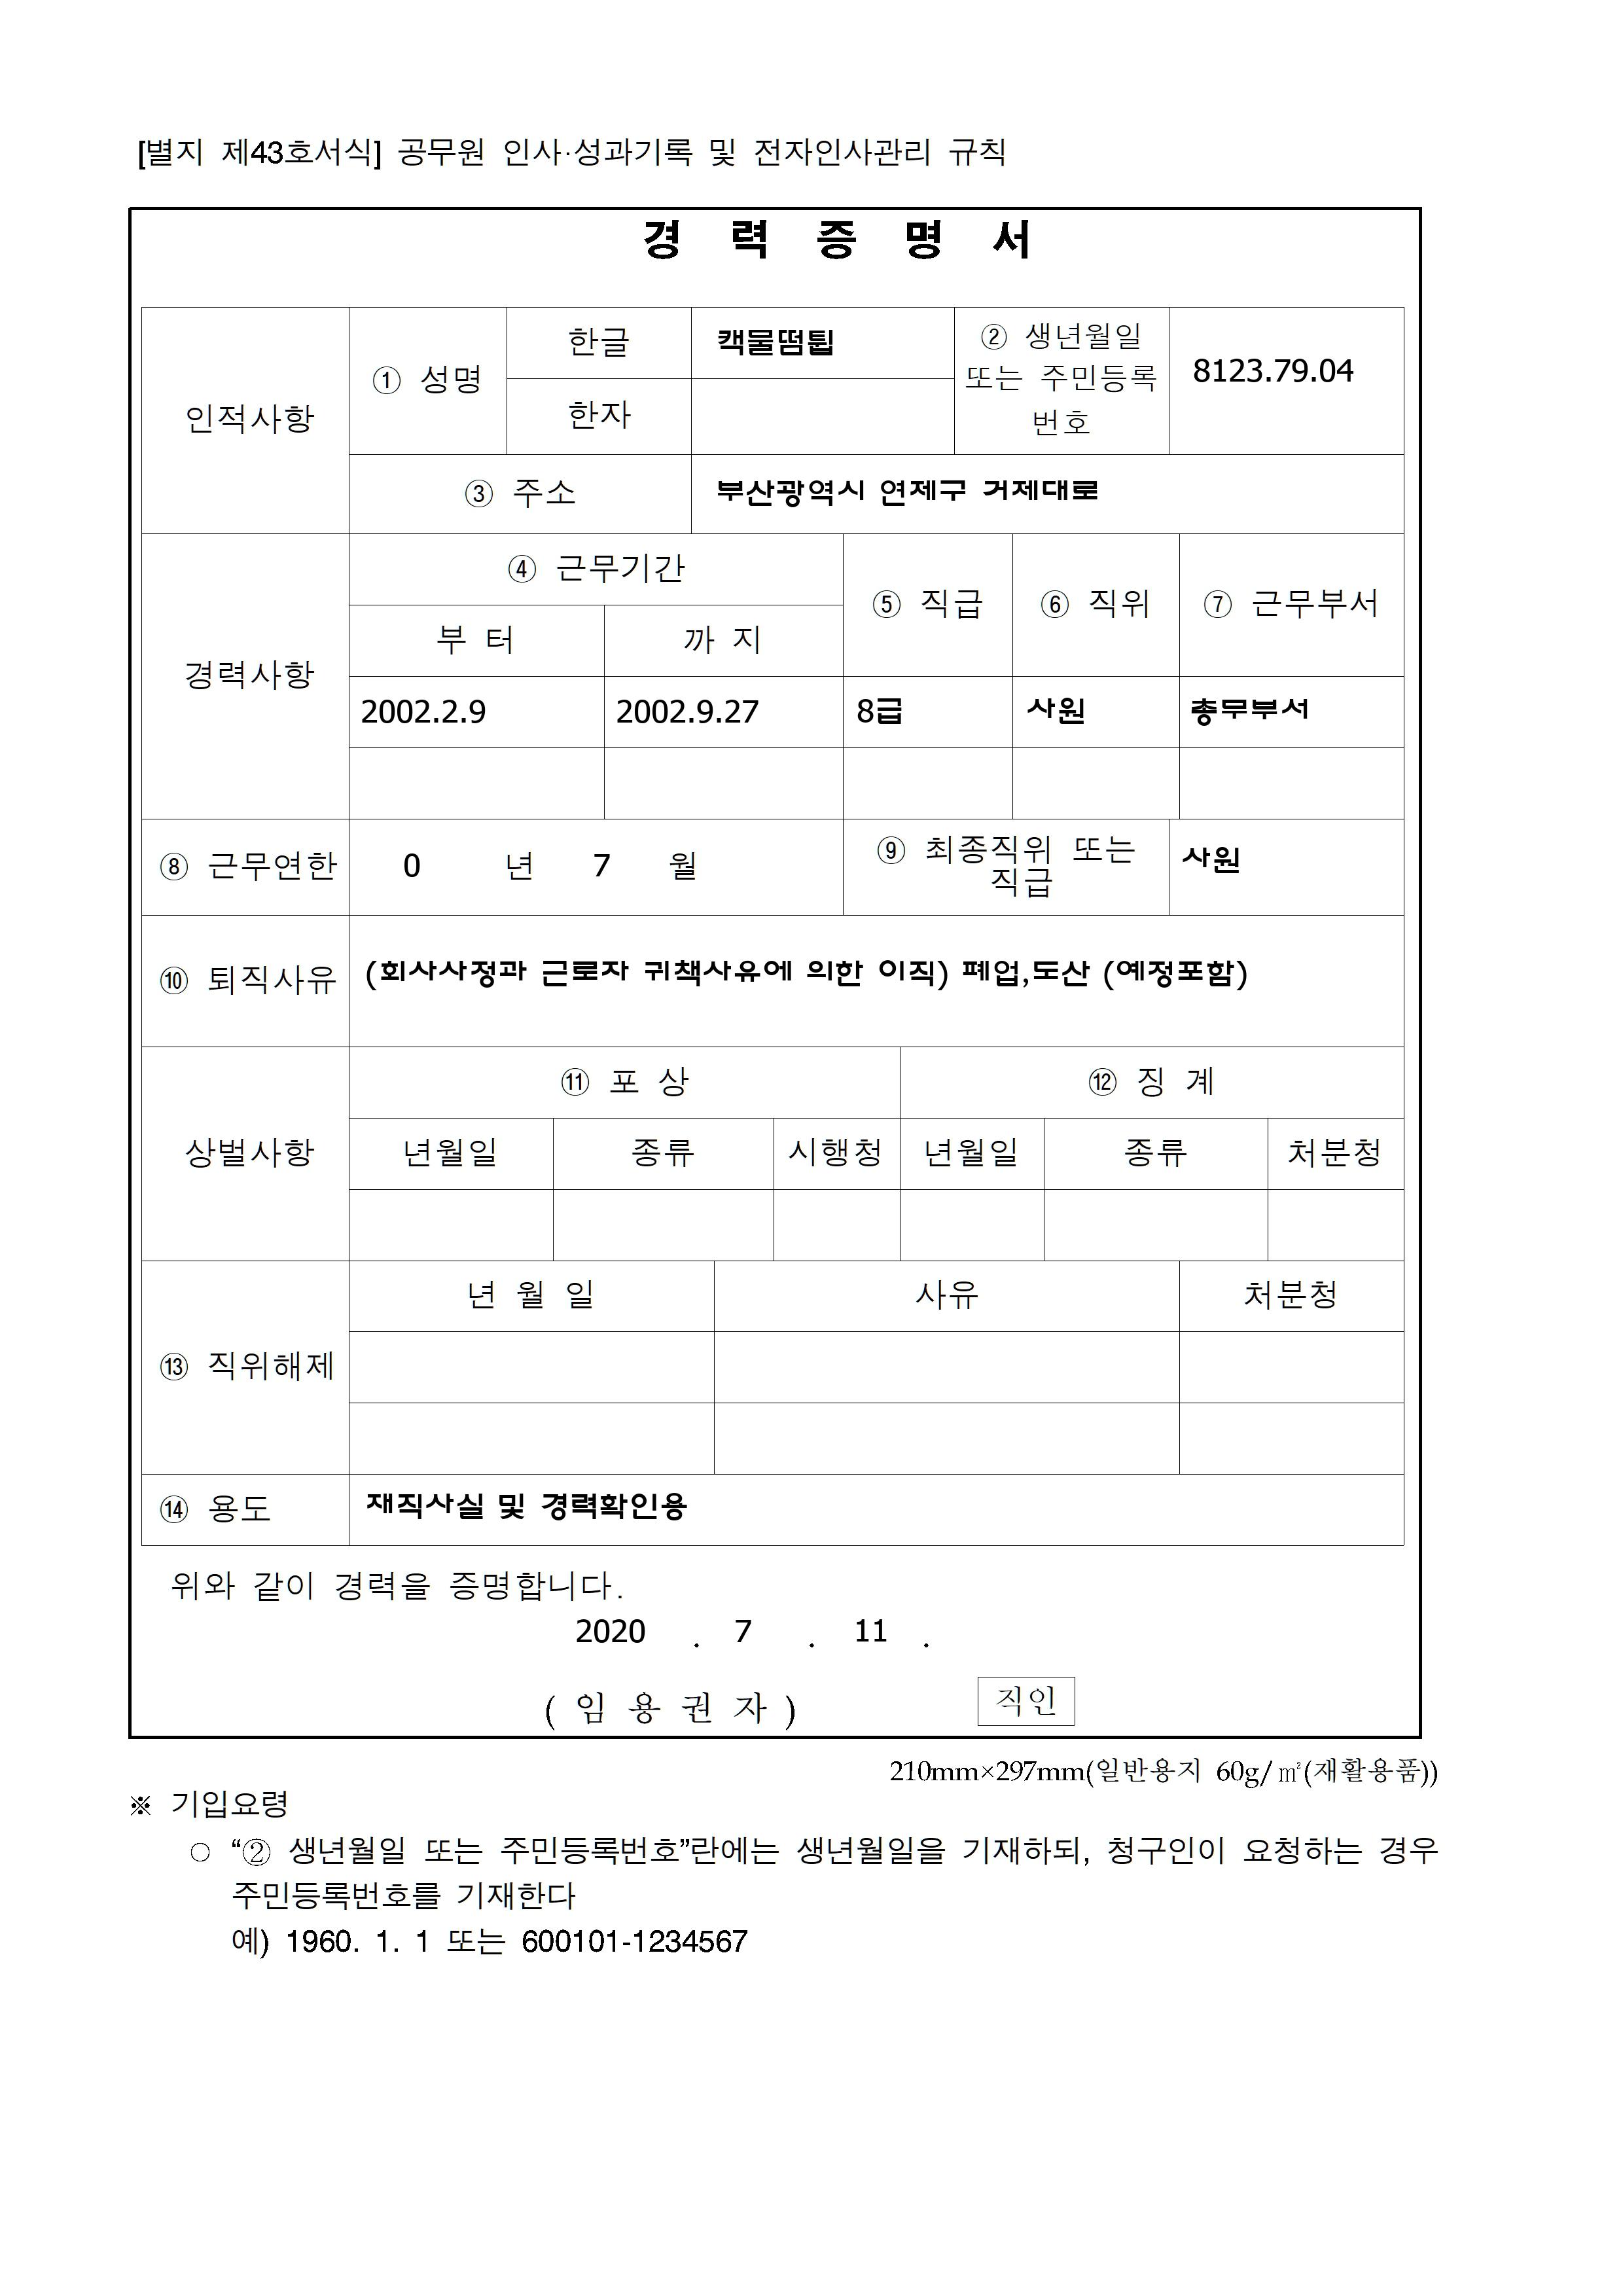 [별지 제43호서식] 공무원 인사·성과기록 및 전자인사관리 규칙
경 력 증 명 서
인적사항
① 성명
한글
캑물떰튑
② 생년월일
또는 주민등록
번호
8123.79.04
한자
③ 주소
부산광역시 연제구 거제대로
경력사항
④ 근무기간
⑤ 직급
⑥ 직위
⑦ 근무부서
부 터
까 지
2002.2.9
2002.9.27
8급
사원
총무부서
⑧ 근무연한
0 년 7 월
⑨ 최종직위 또는
직급
사원
⑩ 퇴직사유
(회사사정과 근로자 귀책사유에 의한 이직) 폐업,도산 (예정포함)
상벌사항
⑪ 포 상
⑫ 징 계
년월일
종류
시행청
년월일
종류
처분청
⑬ 직위해제
년 월 일
사유
처분청
⑭ 용도
재직사실 및 경력확인용
위와 같이 경력을 증명합니다.
2020 . 7 . 11 .
( 임 용 권 자 )
직인
210mm×297mm(일반용지 60g/㎡(재활용품))
※ 기입요령
○ “② 생년월일 또는 주민등록번호”란에는 생년월일을 기재하되, 청구인이 요청하는 경우
주민등록번호를 기재한다
예) 1960. 1. 1 또는 600101-1234567